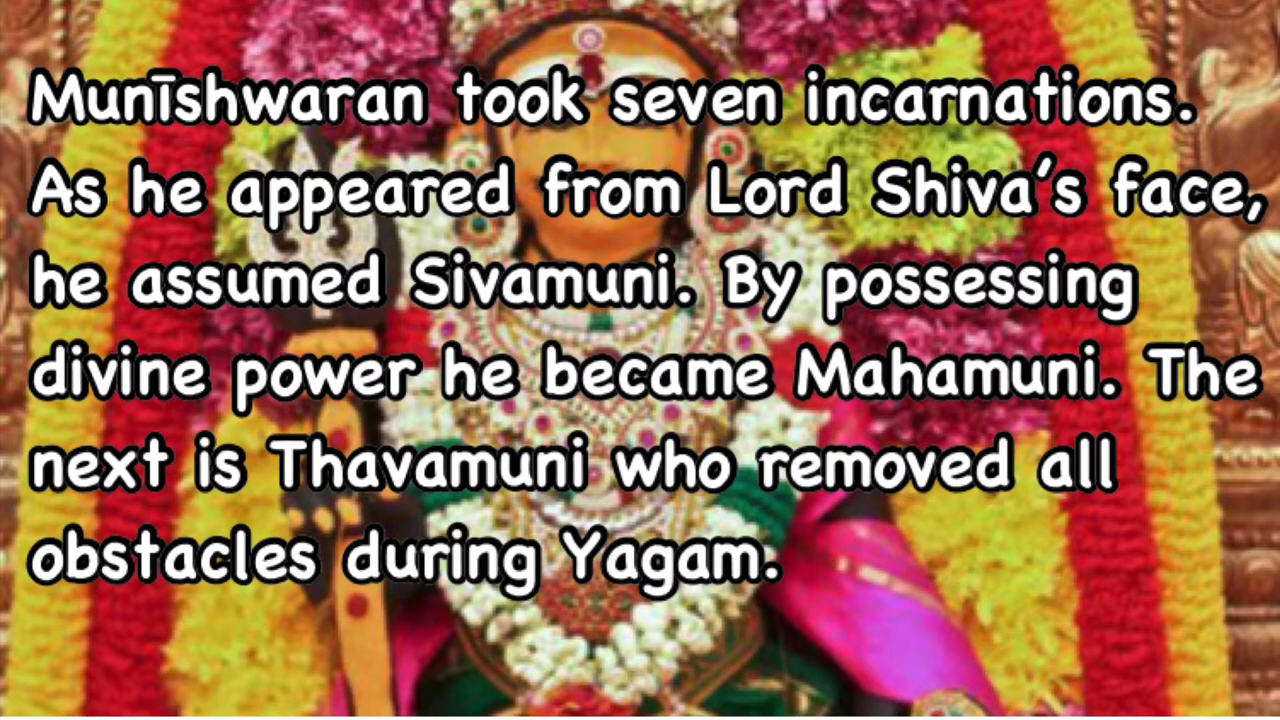 Munīshwaran took seven incarnations.
As he appeared from Lord Shiva's face,
he assumed Sivamuni. By possessing
divine power he became Mahamuni. The
next is Thavamuni who removed all
obstacles during Yagam.